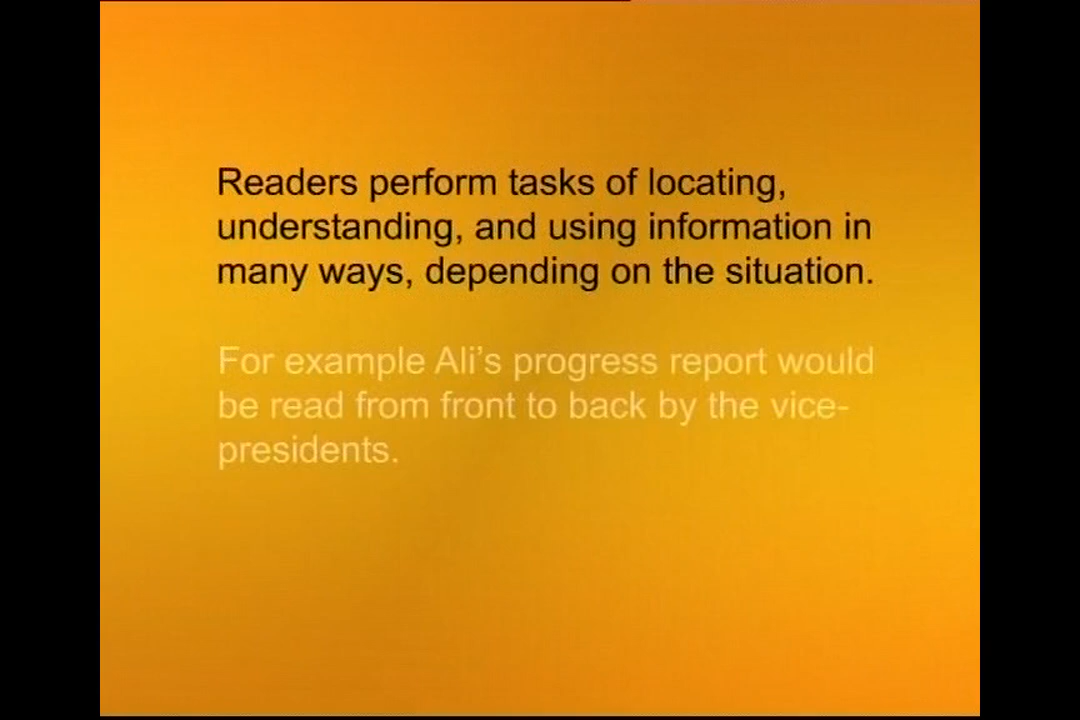 Readers perform tasks of locating,
understanding, and using information in
many ways, depending on the situation.
For example Ali's progress report would
be read from front to back by the vice-
presidents.